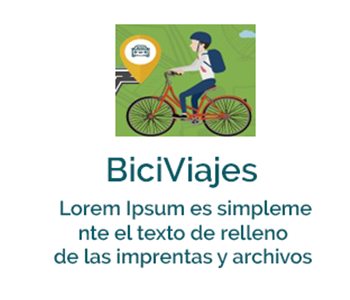 BiciViajes
Lorem Ipsum es simpleme
nte el texto de relleno
de las imprentas y archivos